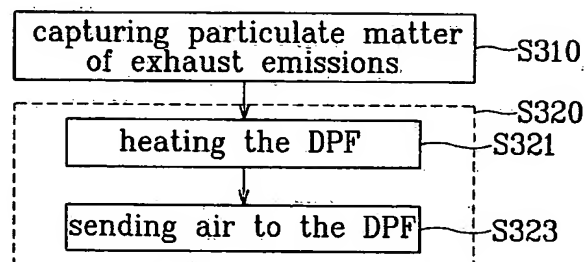 capturing particulate matter
of exhaust emissions
S310
S320
heating the DPF
S321
sending air to the DPF
S323